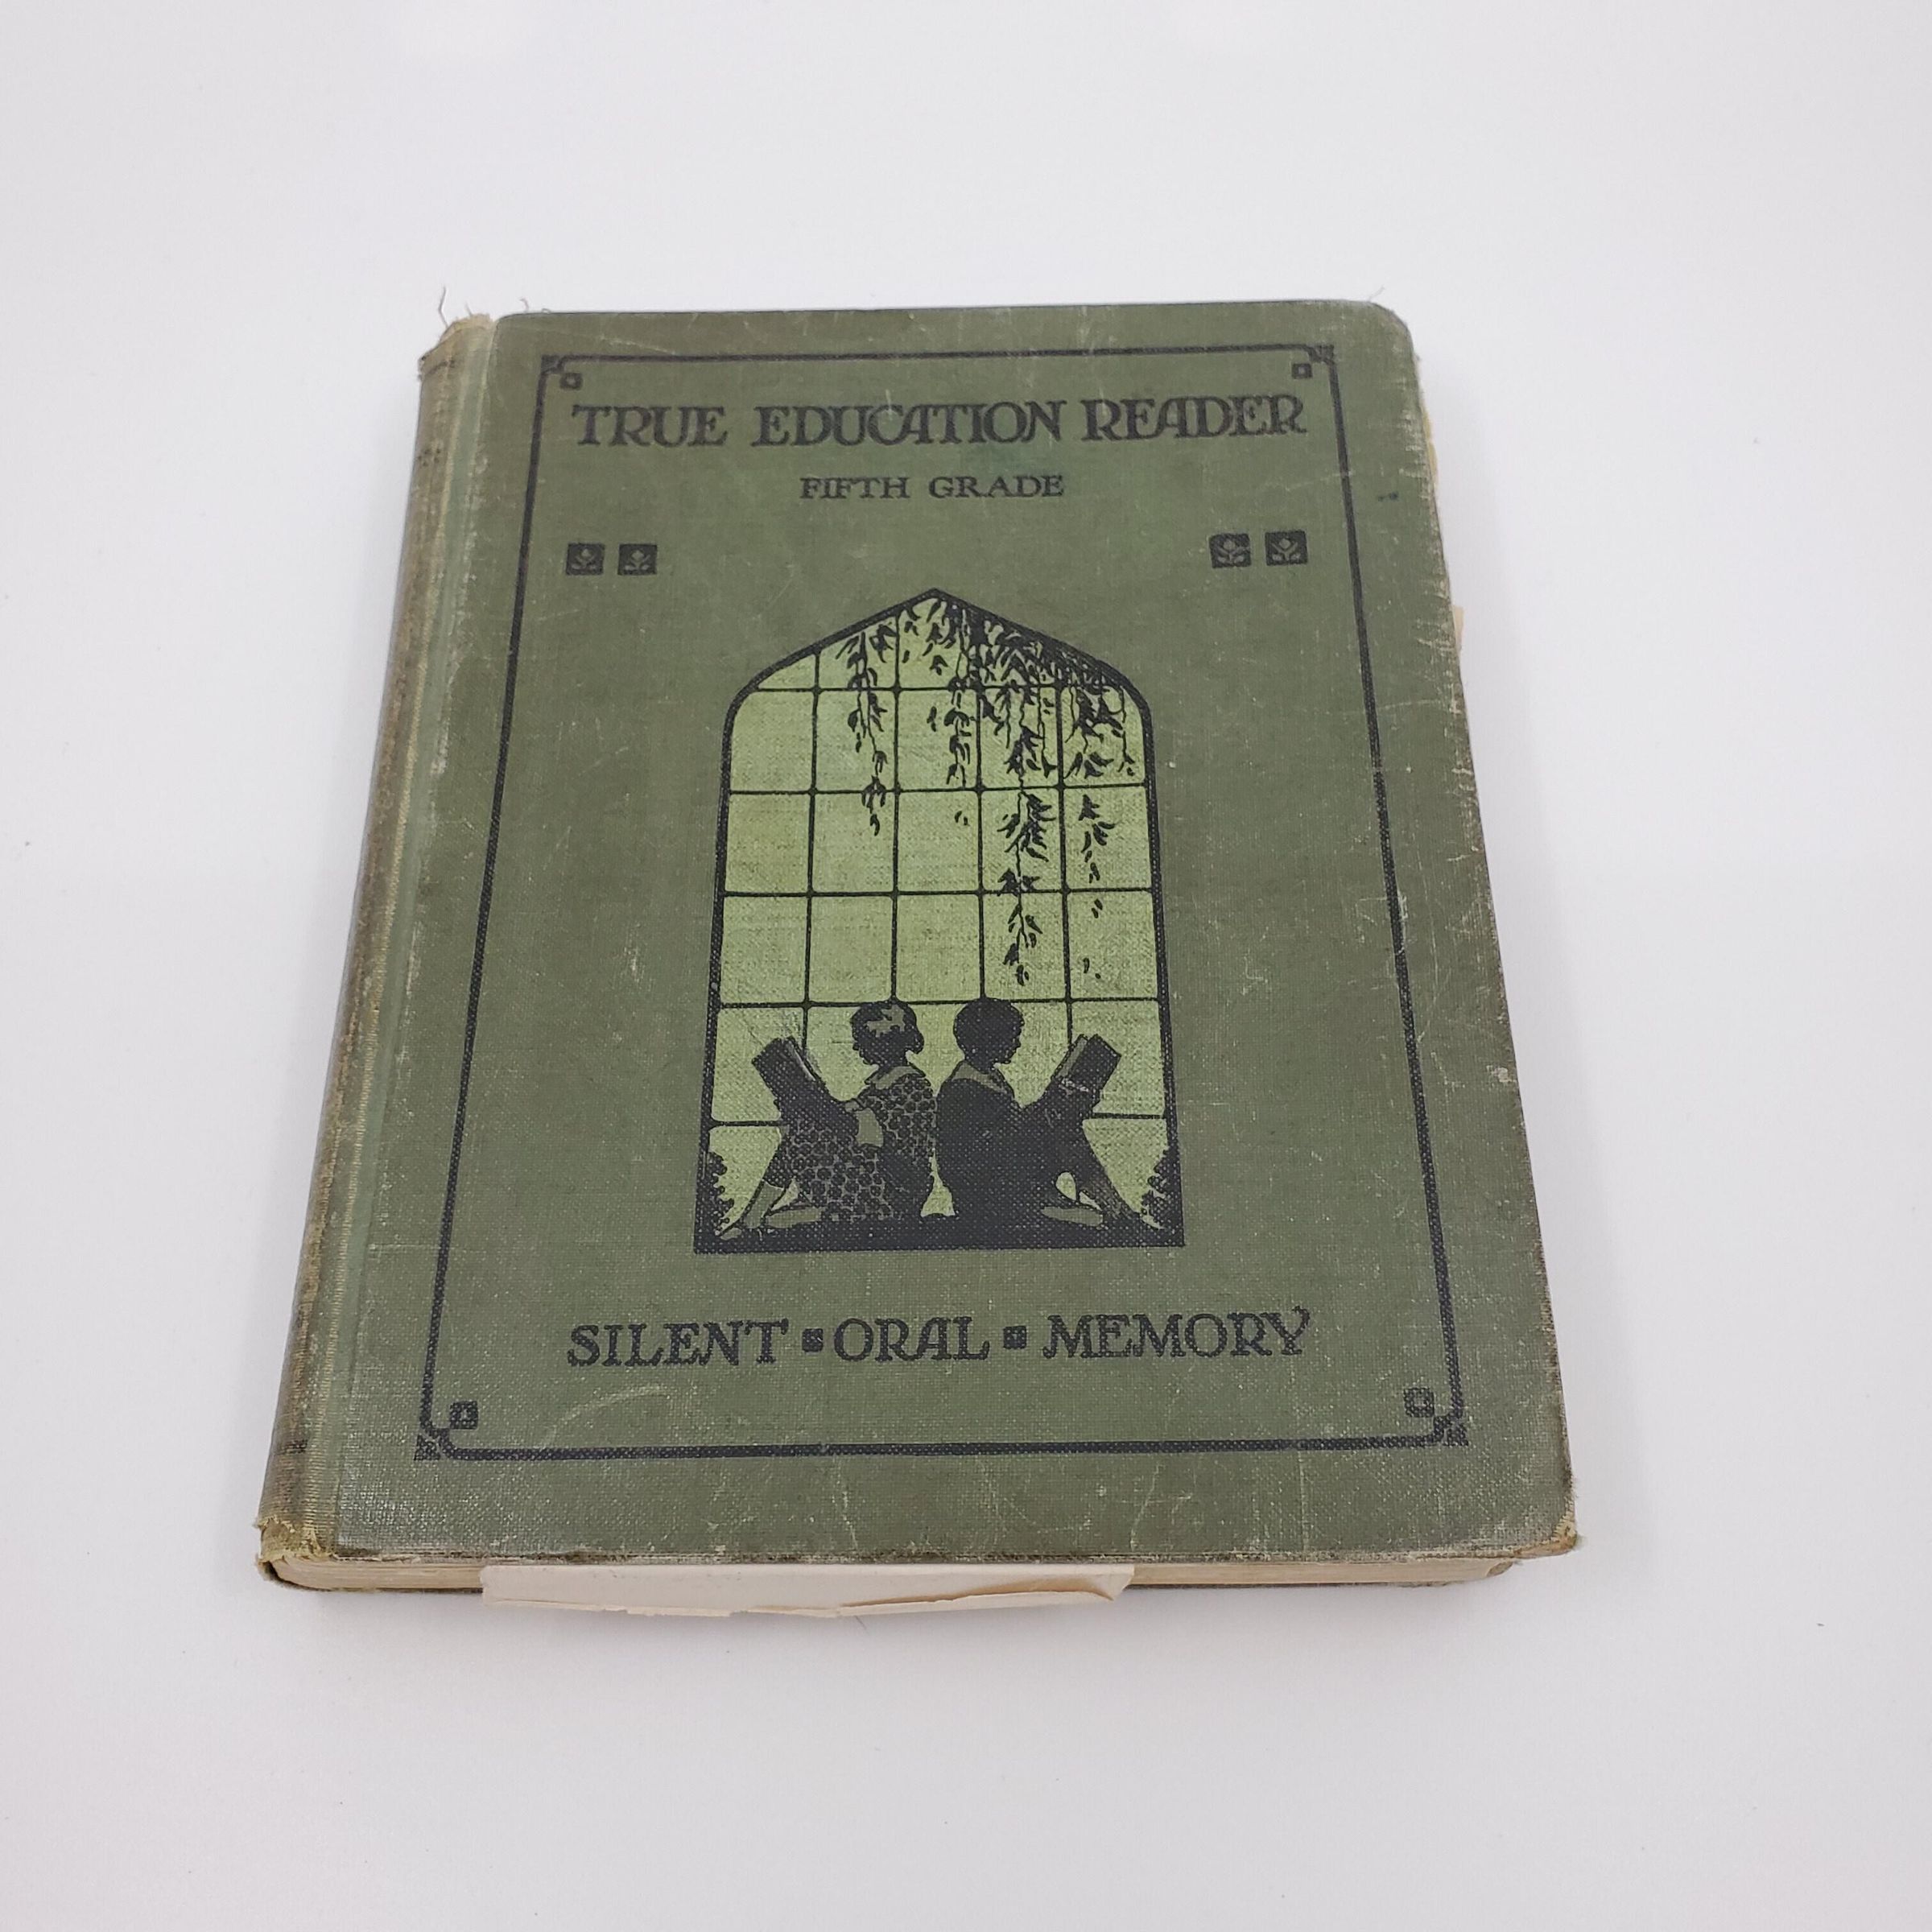 TRUE EDUCATION READER
FIFTH GRADE
SILENT ▪ ORAL ▪ MEMORY